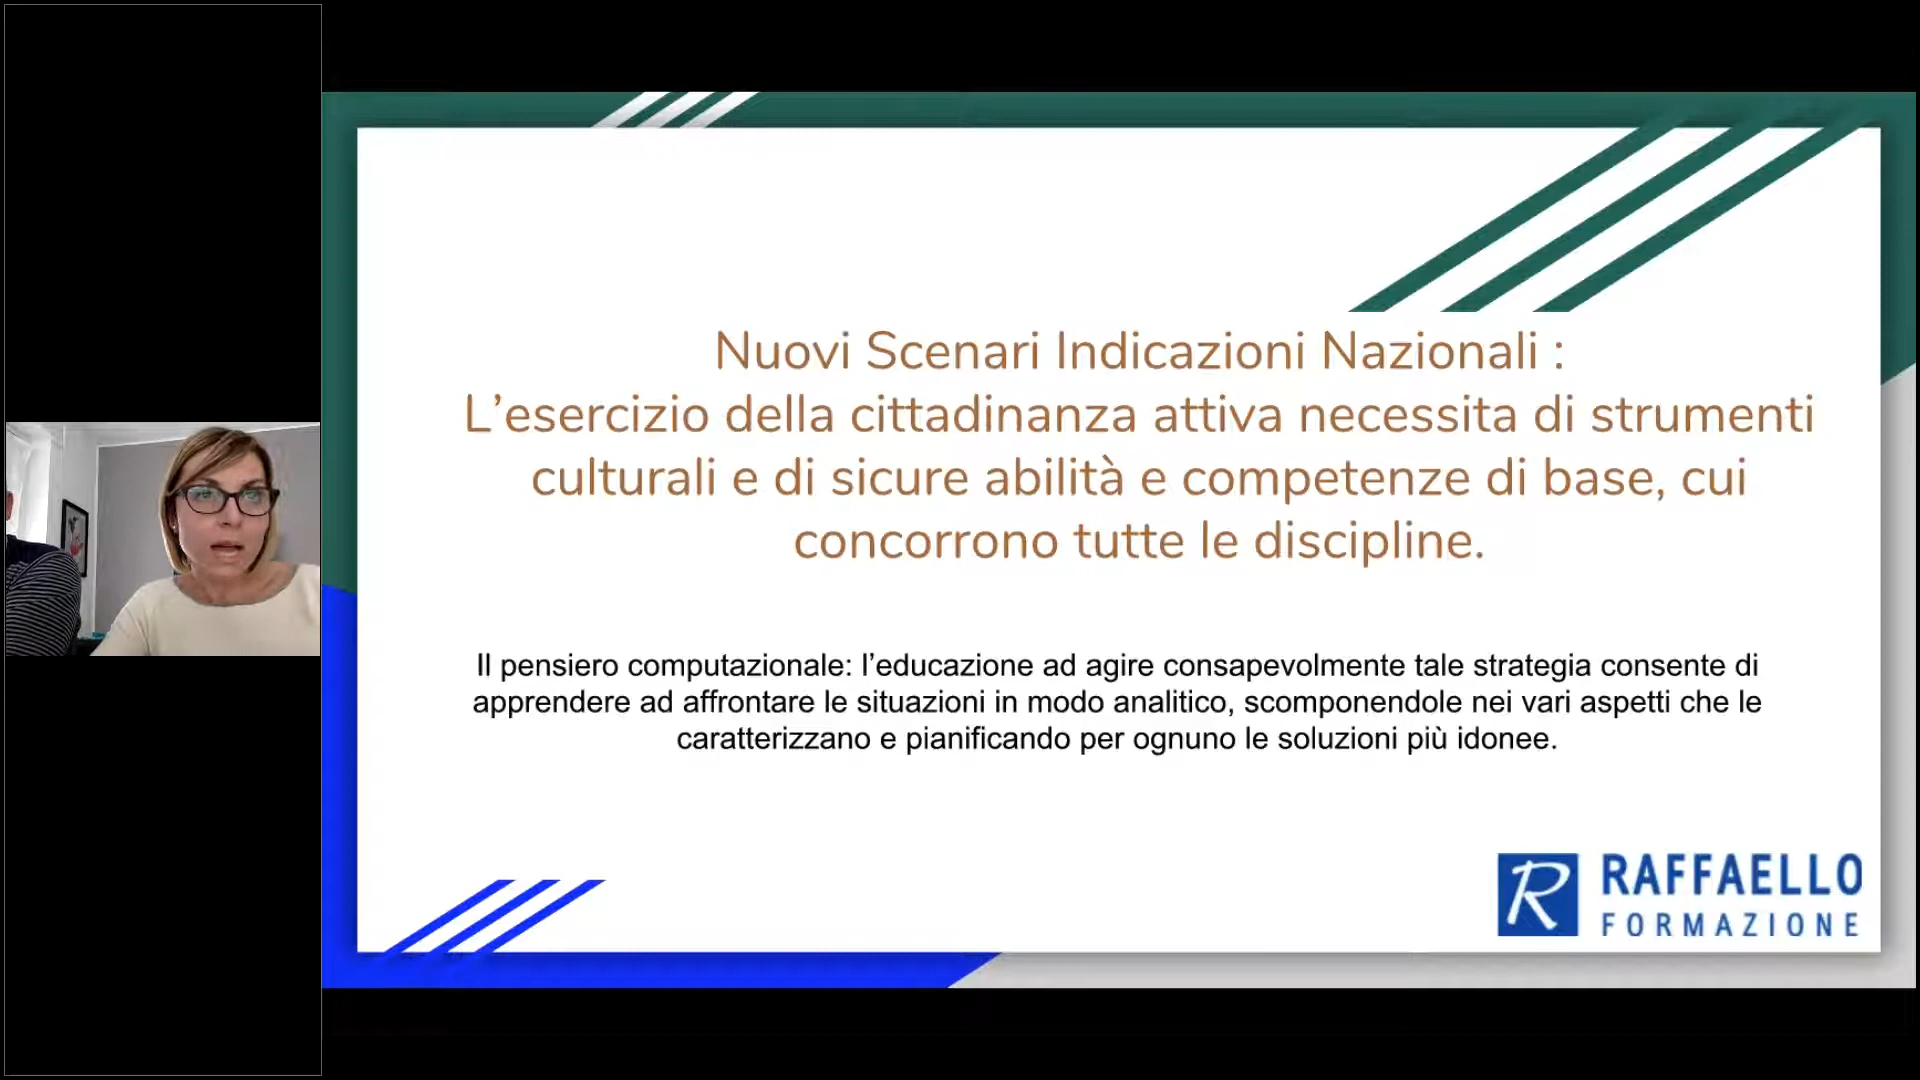 Nuovi Scenari Indicazioni Nazionali :
L’esercizio della cittadinanza attiva necessita di strumenti
culturali e di sicure abilità e competenze di base, cui
concorrono tutte le discipline.
Il pensiero computazionale: l’educazione ad agire consapevolmente tale strategia consente di
apprendere ad affrontare le situazioni in modo analitico, scomponendole nei vari aspetti che le
caratterizzano e pianificando per ognuno le soluzioni più idonee.
R RAFFAELLO
FORMAZIONE